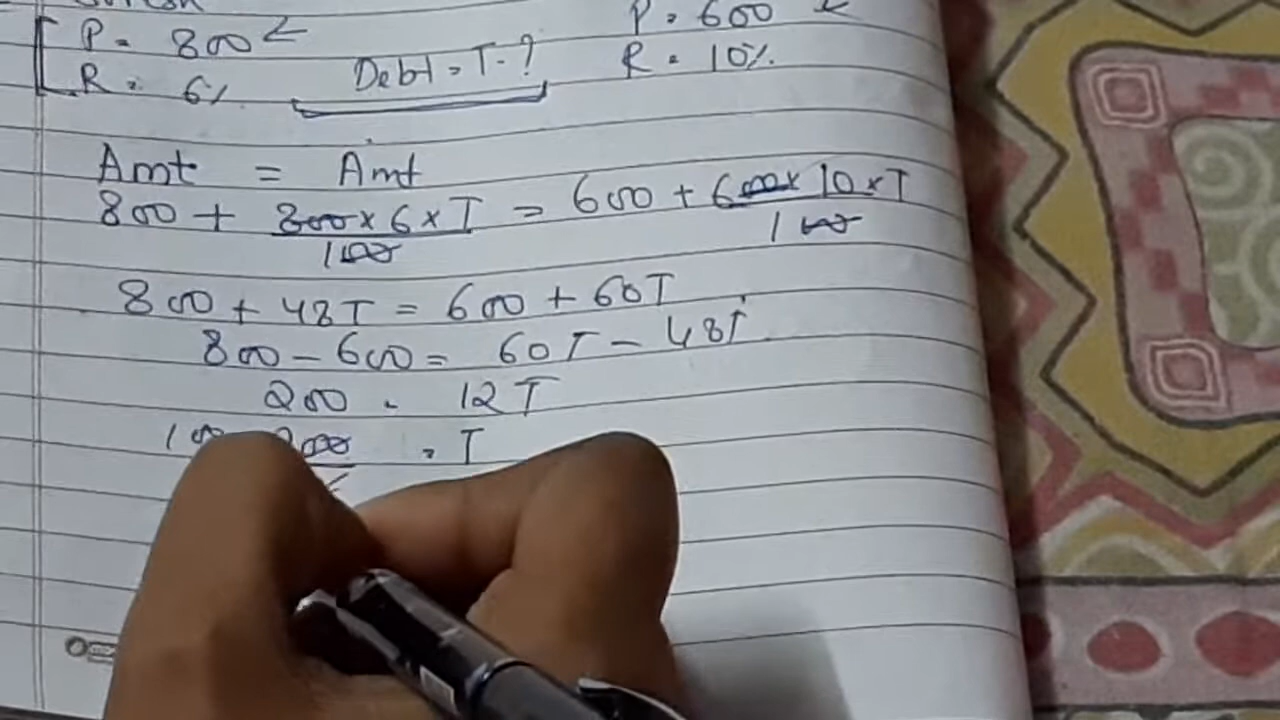 P = 800 P = 600
R = 6% Debt = T = ? R = 10%
Amt = Amt
800 + 800 x 6 x T / 100 = 600 + 600 x 10 x T / 100
800 + 48T = 600 + 60T
800 - 600 = 60T - 48T
200 = 12T
100 200 = T